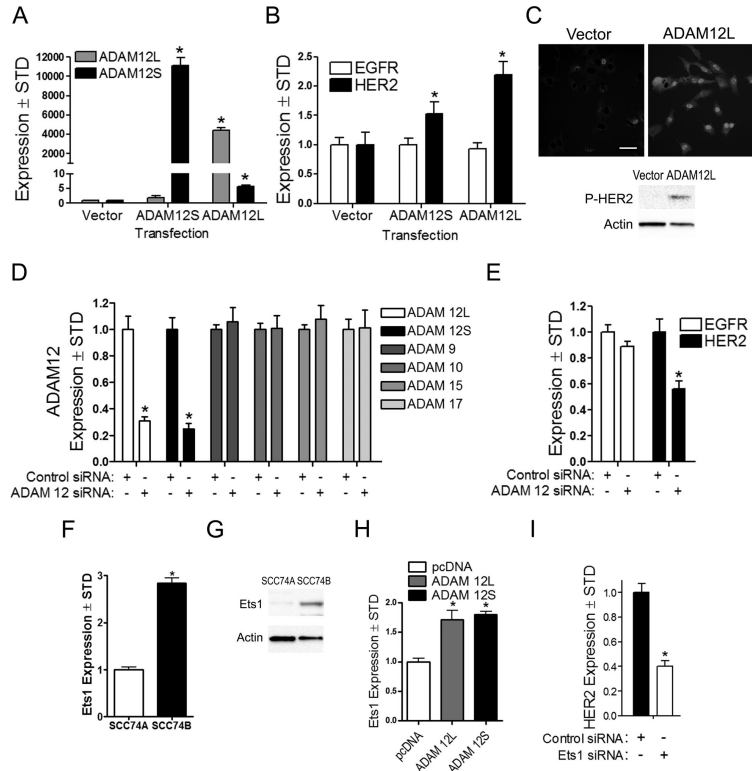 A
Expression ± STD
12000
10000
8000
6000
4000
10
5
0
ADAM12L
ADAM12S
*
*
*
Vector
ADAM12S
ADAM12L
Transfection
B
Expression ± STD
2.5
2.0
1.5
1.0
0.5
0.0
EGFR
HER2
*
*
Vector
ADAM12S
ADAM12L
Transfection
C
Vector
ADAM12L
Vector ADAM12L
P-HER2
Actin
D
ADAM12
Expression ± STD
1.2
1.0
0.8
0.6
0.4
0.2
0.0
*
*
ADAM 12L
ADAM 12S
ADAM 9
ADAM 10
ADAM 15
ADAM 17
Control siRNA: + - + - + - + - + - + -
ADAM 12 siRNA: - + - + - + - + - + - +
E
Expression ± STD
1.2
1.0
0.8
0.6
0.4
0.2
0.0
EGFR
HER2
*
Control siRNA: + - + -
ADAM 12 siRNA: - + - +
F
Ets1 Expression ± STD
3
2
1
0
*
SCC74A SCC74B
G
SCC74A SCC74B
Ets1
Actin
H
pcDNA
ADAM 12L
ADAM 12S
Ets1 Expression ± STD
2.0
1.5
1.0
0.5
0.0
*
*
pcDNA
ADAM 12L
ADAM 12S
I
HER2 Expression ± STD
1.0
0.8
0.6
0.4
0.2
0.0
*
Control siRNA: + -
Ets1 siRNA: - +